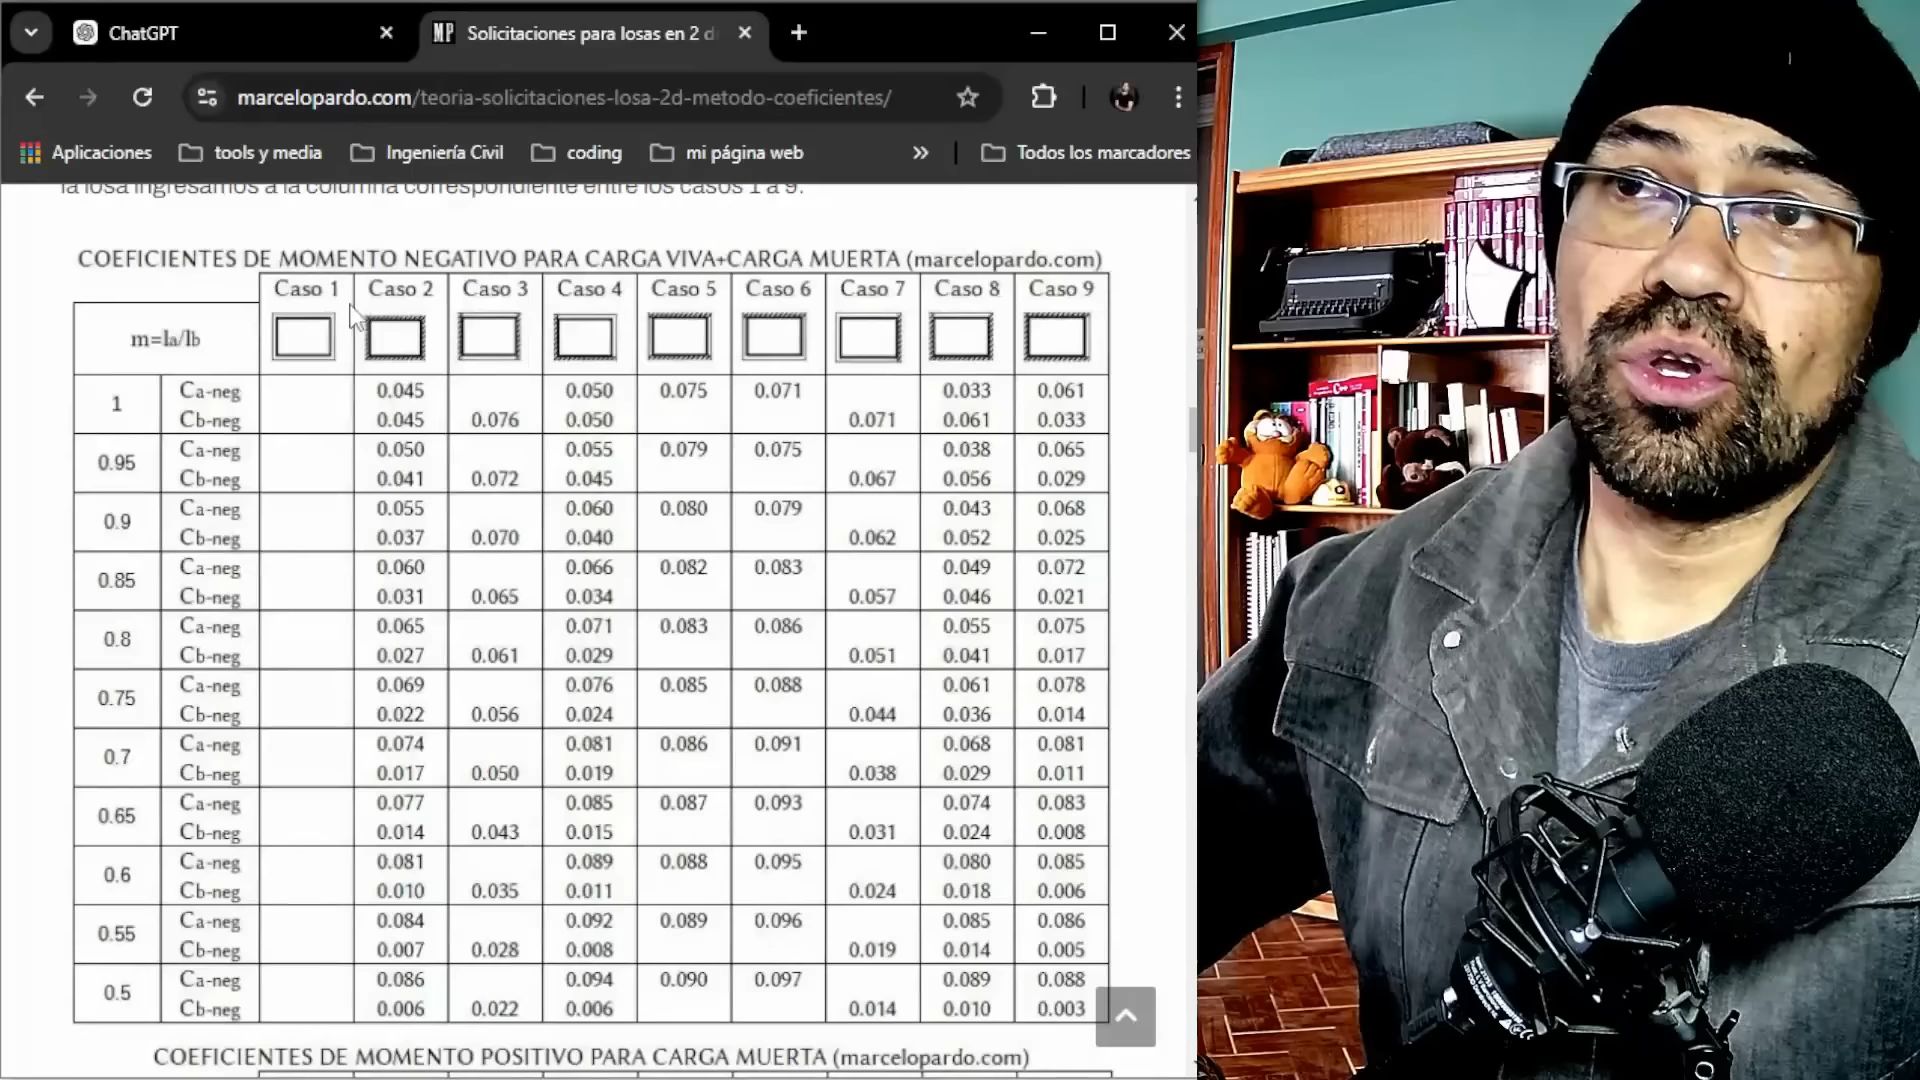 ChatGPT
MP Solicitaciones para losas en 2 d
marcelopardo.com/teoria-solicitaciones-losa-2d-metodo-coeficientes/
Aplicaciones tools y media Ingeniería Civil coding mi página web » Todos los marcadores
la losa ingresamos a la columna correspondiente entre los casos 1 a 9.
COEFICIENTES DE MOMENTO NEGATIVO PARA CARGA VIVA+CARGA MUERTA (marcelopardo.com)
Caso 1 Caso 2 Caso 3 Caso 4 Caso 5 Caso 6 Caso 7 Caso 8 Caso 9
m=la/lb
1
Ca-neg 0.045 0.050 0.075 0.071 0.033 0.061
Cb-neg 0.045 0.076 0.050 0.071 0.061 0.033
0.95
Ca-neg 0.050 0.055 0.079 0.075 0.038 0.065
Cb-neg 0.041 0.072 0.045 0.067 0.056 0.029
0.9
Ca-neg 0.055 0.060 0.080 0.079 0.043 0.068
Cb-neg 0.037 0.070 0.040 0.062 0.052 0.025
0.85
Ca-neg 0.060 0.066 0.082 0.083 0.049 0.072
Cb-neg 0.031 0.065 0.034 0.057 0.046 0.021
0.8
Ca-neg 0.065 0.071 0.083 0.086 0.055 0.075
Cb-neg 0.027 0.061 0.029 0.051 0.041 0.017
0.75
Ca-neg 0.069 0.076 0.085 0.088 0.061 0.078
Cb-neg 0.022 0.056 0.024 0.044 0.036 0.014
0.7
Ca-neg 0.074 0.081 0.086 0.091 0.068 0.081
Cb-neg 0.017 0.050 0.019 0.038 0.029 0.011
0.65
Ca-neg 0.077 0.085 0.087 0.093 0.074 0.083
Cb-neg 0.014 0.043 0.015 0.031 0.024 0.008
0.6
Ca-neg 0.081 0.089 0.088 0.095 0.080 0.085
Cb-neg 0.010 0.035 0.011 0.024 0.018 0.006
0.55
Ca-neg 0.084 0.092 0.089 0.096 0.085 0.086
Cb-neg 0.007 0.028 0.008 0.019 0.014 0.005
0.5
Ca-neg 0.086 0.094 0.090 0.097 0.089 0.088
Cb-neg 0.006 0.022 0.006 0.014 0.010 0.003
COEFICIENTES DE MOMENTO POSITIVO PARA CARGA MUERTA (marcelopardo.com)
C++